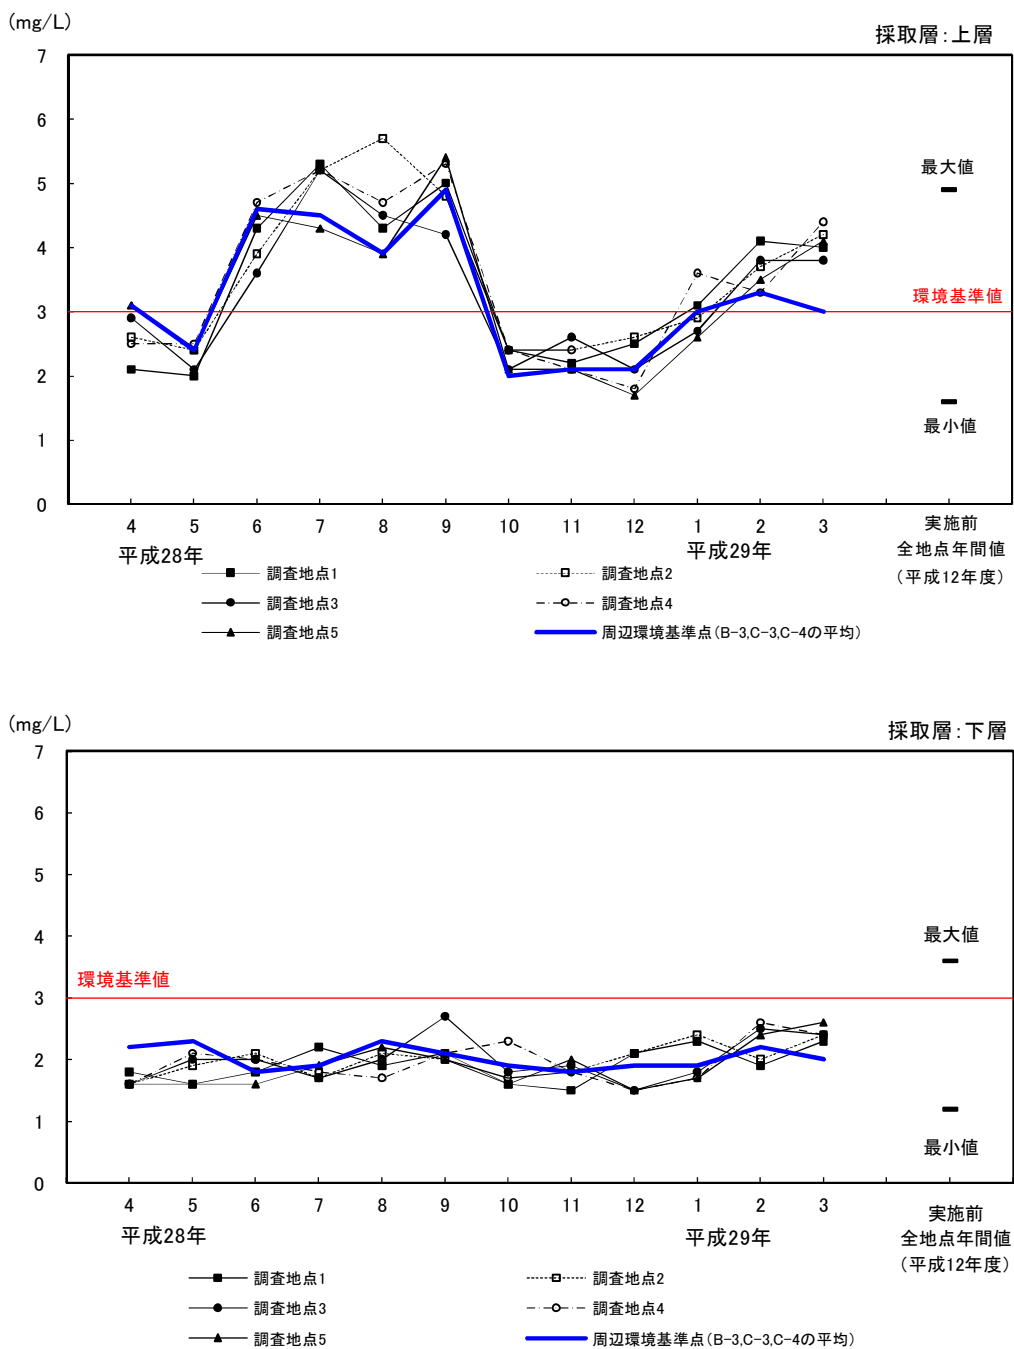 (mg/L)
採取層：上層
7
6
5
4
3
2
1
0
最大値
環境基準値
最小値
4 5 6 7 8 9 10 11 12 1 2 3
平成28年
平成29年
実施前
全地点年間値
（平成12年度）
調査地点1
調査地点2
調査地点3
調査地点4
調査地点5
周辺環境基準点（B-3,C-3,C-4の平均）
(mg/L)
採取層：下層
7
6
5
4
3
2
1
0
最大値
環境基準値
最小値
4 5 6 7 8 9 10 11 12 1 2 3
平成28年
平成29年
実施前
全地点年間値
（平成12年度）
調査地点1
調査地点2
調査地点3
調査地点4
調査地点5
周辺環境基準点（B-3,C-3,C-4の平均）